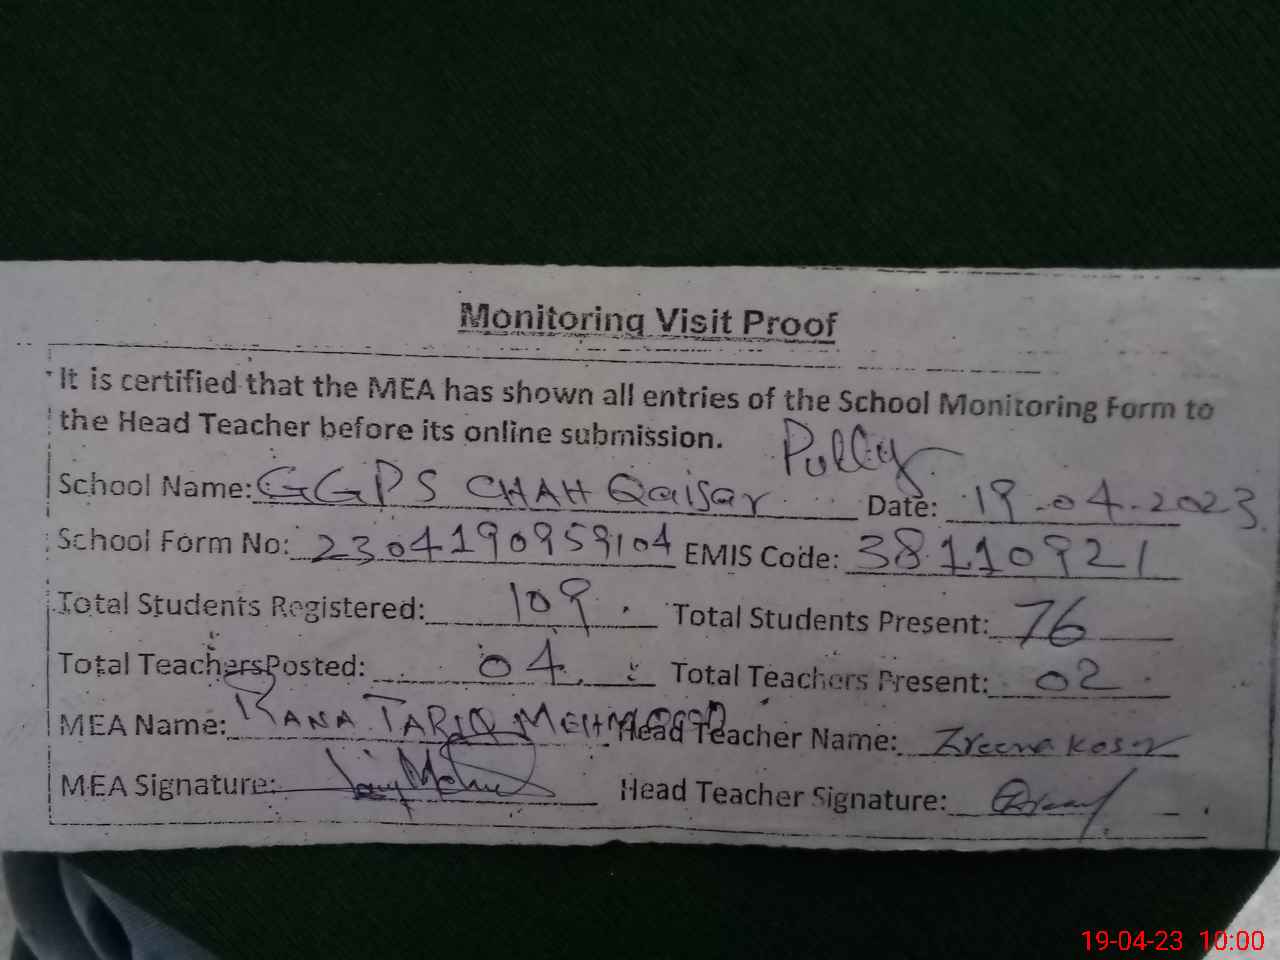 Monitoring Visit Proof
It is certified that the MEA has shown all entries of the School Monitoring Form to
the Head Teacher before its online submission.
School Name: GGPS CHAH Qaisar Date: 19-04-2023
School Form No: 2304190959104 EMIS Code: 38110921
Total Students Registered: 109 Total Students Present: 76
Total Teachers Posted: 04 Total Teachers Present: 02
MEA Name: RANA TARIQ MEHMOOD Head Teacher Name:
MEA Signature: Head Teacher Signature:
19-04-23 10:00